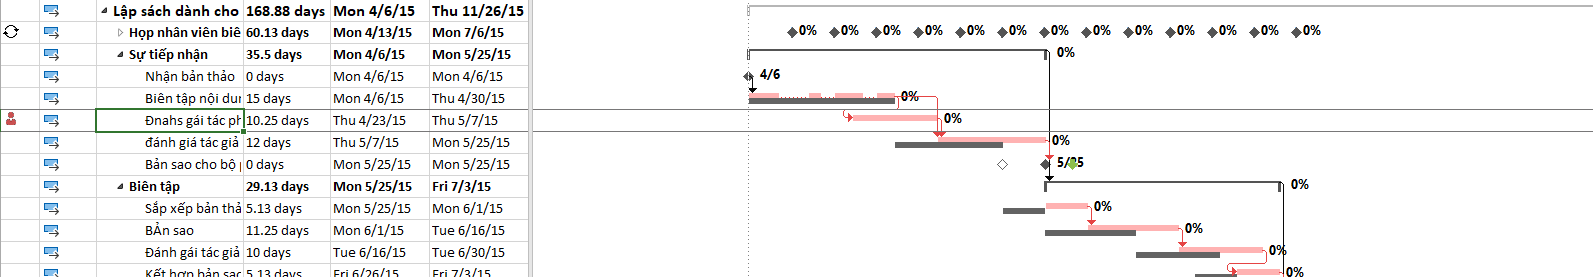 Lập sách dành cho 168.88 days Mon 4/6/15 Thu 11/26/15
Họp nhân viên biê 60.13 days Mon 4/13/15 Mon 7/6/15 0% 0% 0% 0% 0% 0% 0% 0% 0% 0% 0% 0% 0%
Sự tiếp nhận 35.5 days Mon 4/6/15 Mon 5/25/15 0%
Nhận bản thảo 0 days Mon 4/6/15 Mon 4/6/15 4/6
Biên tập nội dun 15 days Mon 4/6/15 Thu 4/30/15 0%
Đnahs gái tác ph 10.25 days Thu 4/23/15 Thu 5/7/15 0%
đánh giá tác giả 12 days Thu 5/7/15 Mon 5/25/15 0%
Bản sao cho bộ p 0 days Mon 5/25/15 Mon 5/25/15 5/25
Biên tập 29.13 days Mon 5/25/15 Fri 7/3/15 0%
Sắp xếp bản thả 5.13 days Mon 5/25/15 Mon 6/1/15 0%
BẢn sao 11.25 days Mon 6/1/15 Tue 6/16/15 0%
Đánh gái tác giả 10 days Tue 6/16/15 Tue 6/30/15 0%
Kết hợp bản sao 5.13 days Fri 6/26/15 Fri 7/3/15 0%